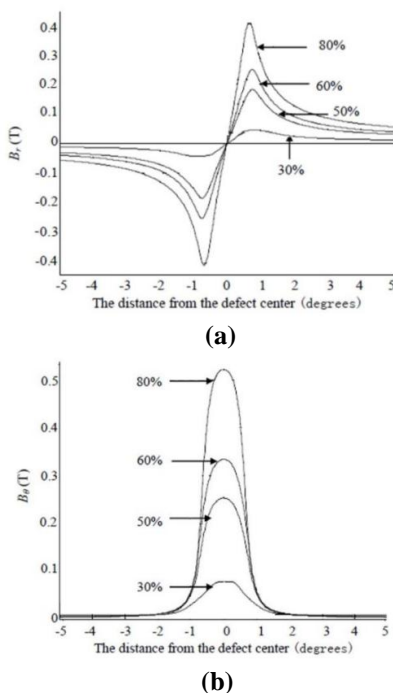 0.4
0.3
0.2
0.1
0
-0.1
-0.2
-0.3
-0.4
B_r (T)
80%
60%
50%
30%
-5 -4 -3 -2 -1 0 1 2 3 4 5
The distance from the defect center (degrees)
(a)
0.5
0.4
0.3
0.2
0.1
0
B_θ (T)
80%
60%
50%
30%
-5 -4 -3 -2 -1 0 1 2 3 4 5
The distance from the defect center (degrees)
(b)